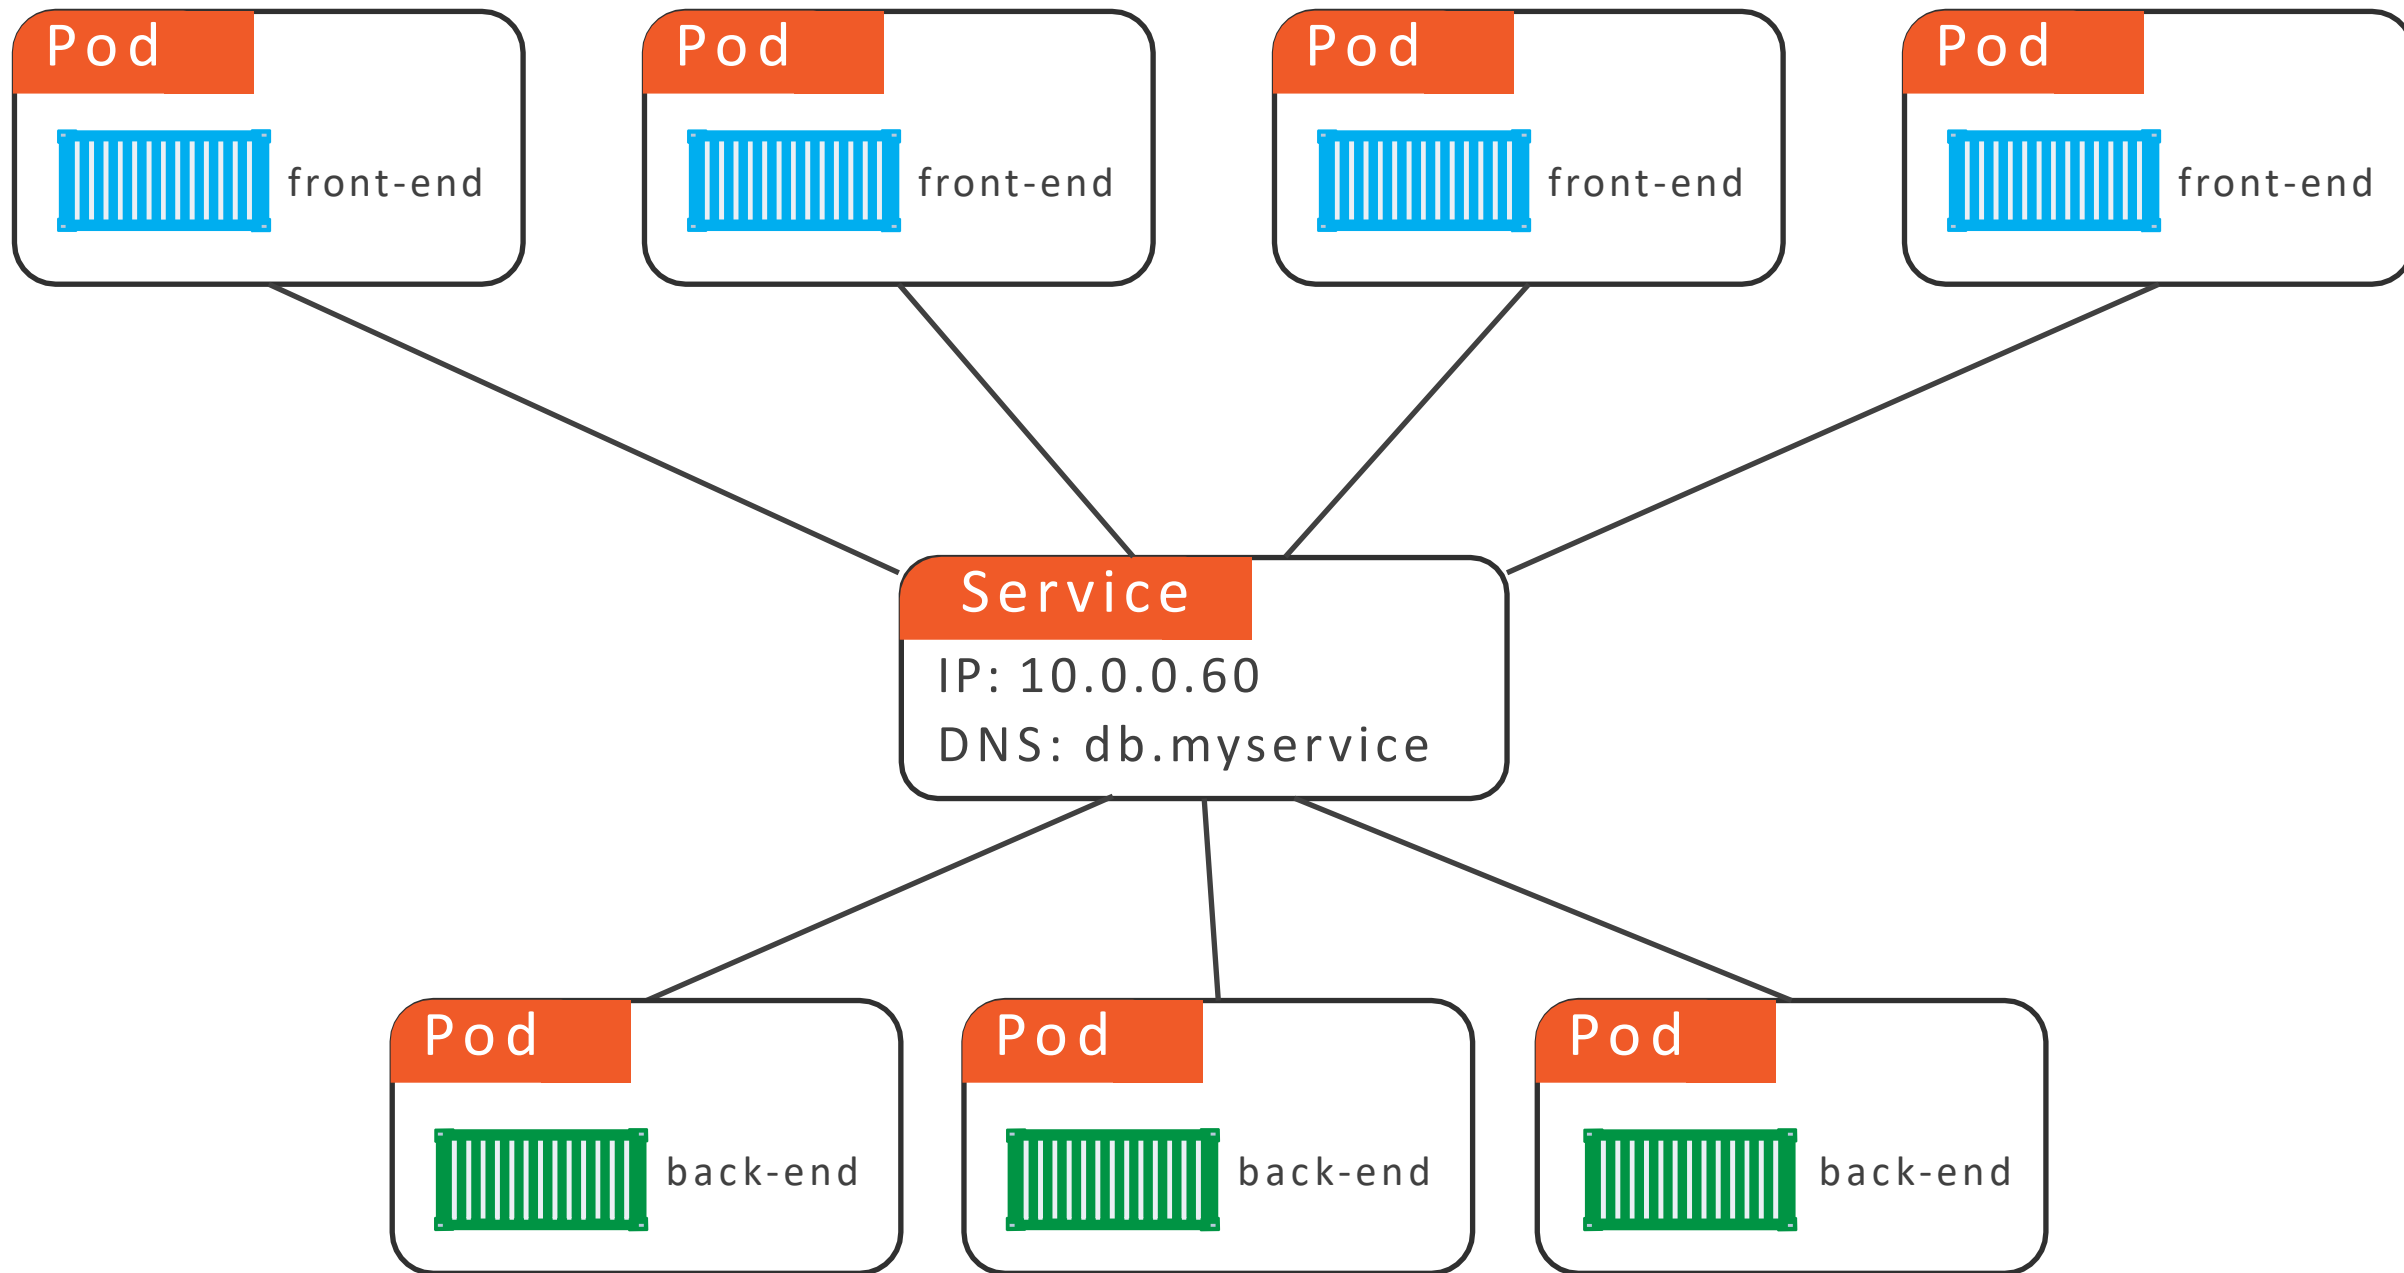 Pod
front-end
Pod
front-end
Pod
front-end
Pod
front-end
Service
IP: 10.0.0.60
DNS: db.myservice
Pod
back-end
Pod
back-end
Pod
back-end